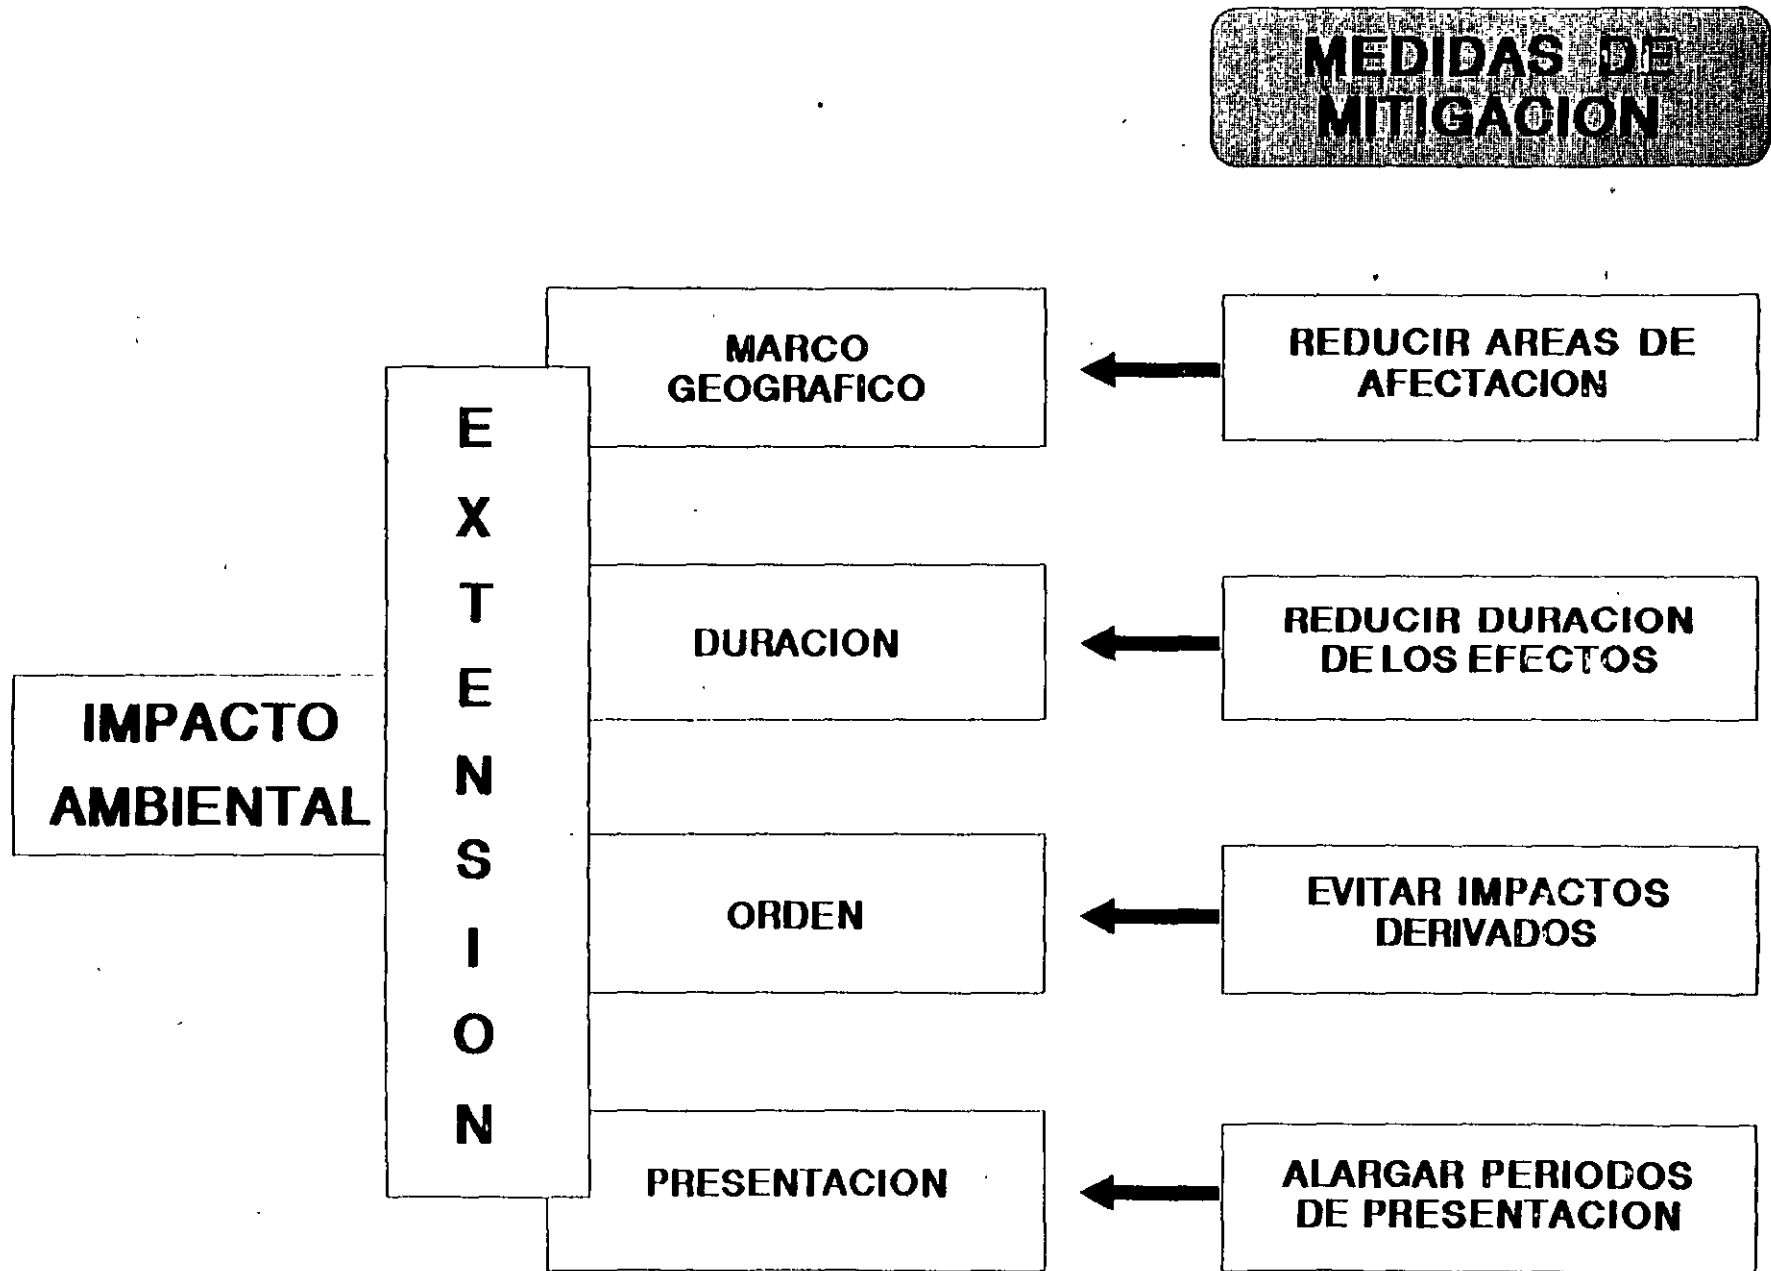 MEDIDAS DE
MITIGACION
MARCO
GEOGRAFICO
REDUCIR AREAS DE
AFECTACION
EXTENSION
DURACION
REDUCIR DURACION
DE LOS EFECTOS
IMPACTO
AMBIENTAL
ORDEN
EVITAR IMPACTOS
DERIVADOS
PRESENTACION
ALARGAR PERIODOS
DE PRESENTACION